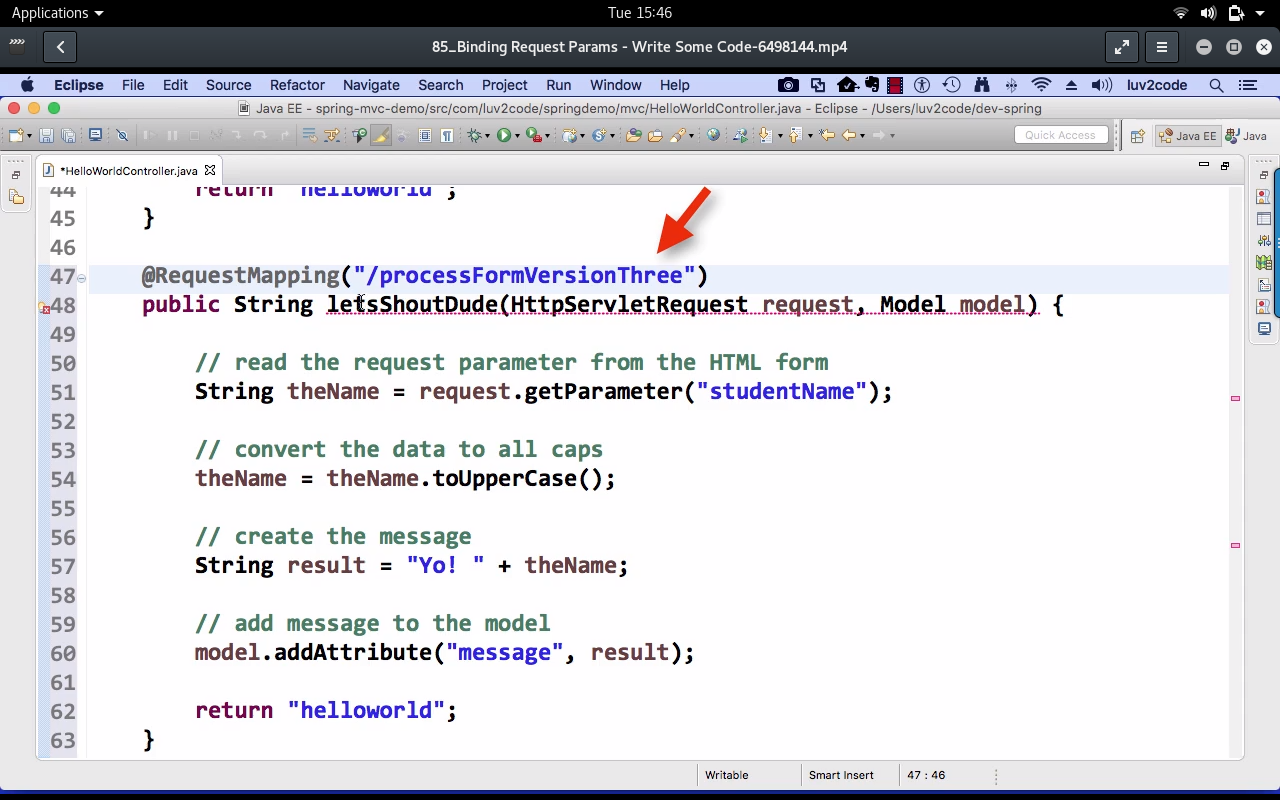 Applications
Tue 15:46
85_Binding Request Params - Write Some Code-6498144.mp4
Eclipse File Edit Source Refactor Navigate Search Project Run Window Help luv2code
Java EE - spring-mvc-demo/src/com/luv2code/springdemo/mvc/HelloWorldController.java - Eclipse - /Users/luv2code/dev-spring
Quick Access
Java EE
Java
*HelloWorldController.java
44 return "helloworld";
45 }
46
47 @RequestMapping("/processFormVersionThree")
48 public String letsShoutDude(HttpServletRequest request, Model model) {
49
50 // read the request parameter from the HTML form
51 String theName = request.getParameter("studentName");
52
53 // convert the data to all caps
54 theName = theName.toUpperCase();
55
56 // create the message
57 String result = "Yo! " + theName;
58
59 // add message to the model
60 model.addAttribute("message", result);
61
62 return "helloworld";
63 }
Writable
Smart Insert
47 : 46